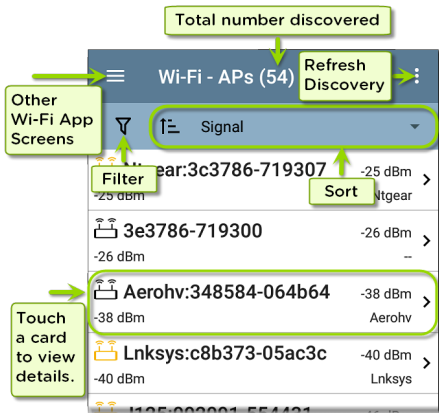 Total number discovered
Wi-Fi - APs (54)
Refresh
Discovery
Other
Wi-Fi App
Screens
Signal
Filter
Sort
:3c3786-719307
-25 dBm
-25 dBm
Ntgear
3e3786-719300
-26 dBm
-26 dBm
--
Aerohv:348584-064b64
-38 dBm
-38 dBm
Aerohv
Touch
a card
to view
details.
Lnksys:c8b373-05ac3c
-40 dBm
-40 dBm
Lnksys